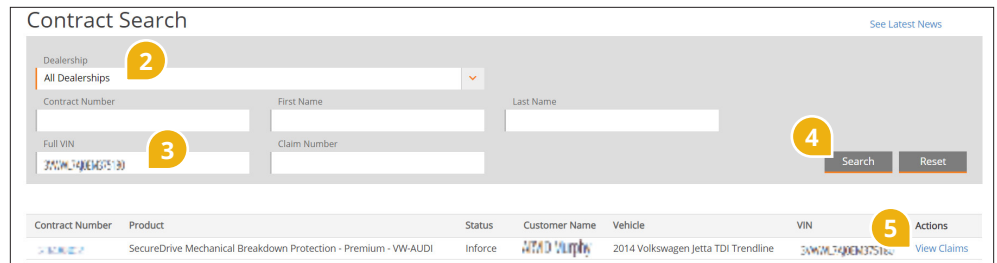 Contract Search
See Latest News
2
Dealership
All Dealerships
Contract Number First Name Last Name
Full VIN Claim Number
3
4
Search Reset
5
Contract Number Product Status Customer Name Vehicle VIN Actions
SecureDrive Mechanical Breakdown Protection - Premium - VW-AUDI Inforce Murphy 2014 Volkswagen Jetta TDI Trendline View Claims